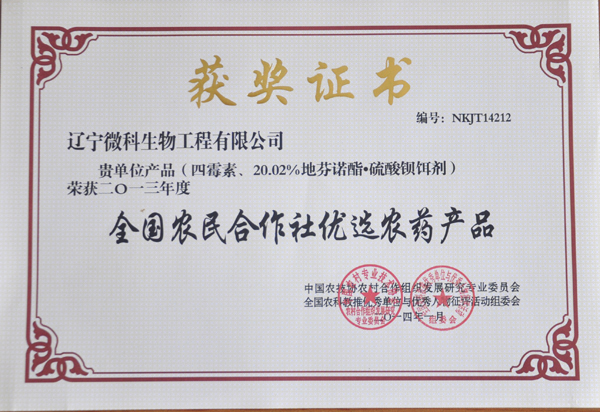 获奖证书
编号：NKJT14212
辽宁微科生物工程有限公司
贵单位产品（四霉素、20.02%地芬诺酯•硫酸钡饵剂）
荣获二〇一三年度
全国农民合作社优选农药产品
中国农技协农村合作组织发展研究专业委员会
全国农科教推优秀单位与优秀人物征评活动组委会
二〇一四年一月